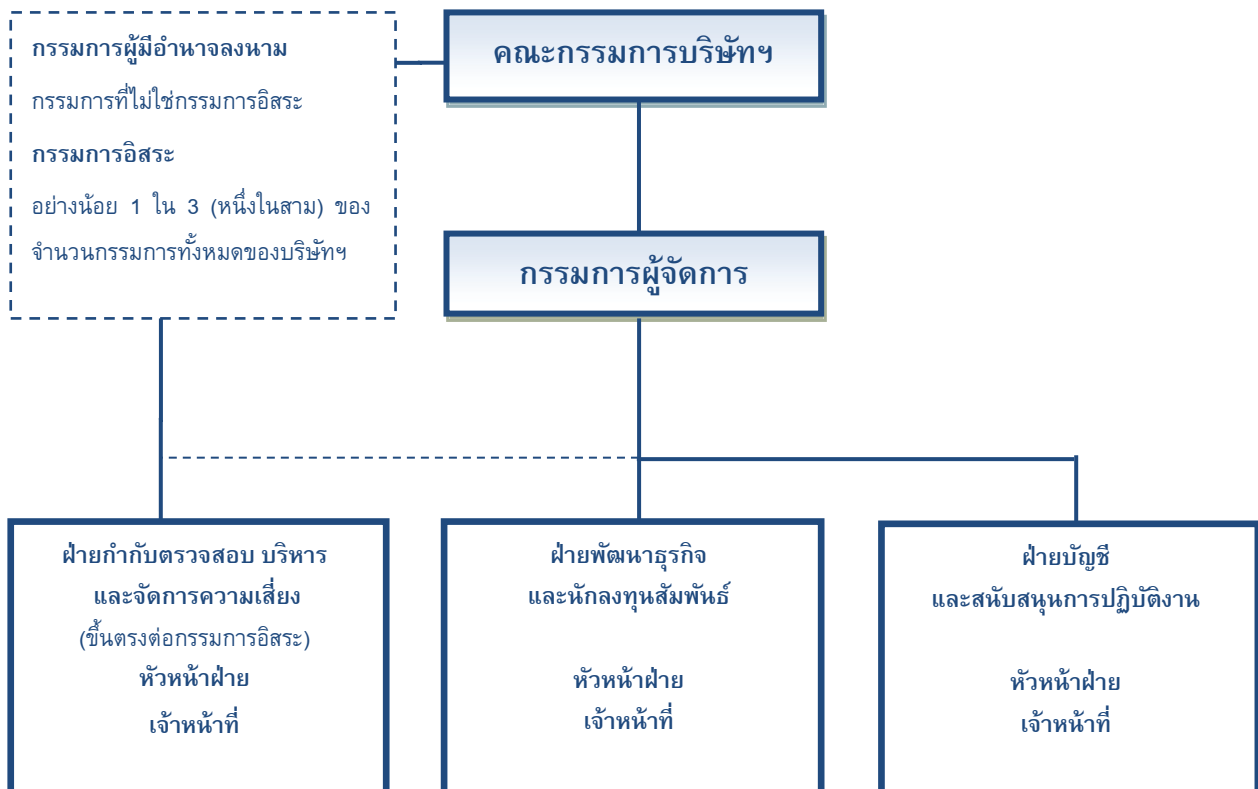 กรรมการผู้มีอำนาจลงนาม
กรรมการที่ไม่ใช่กรรมการอิสระ
กรรมการอิสระ
อย่างน้อย 1 ใน 3 (หนึ่งในสาม) ของ
จำนวนกรรมการทั้งหมดของบริษัทฯ
คณะกรรมการบริษัทฯ
กรรมการผู้จัดการ
ฝ่ายกำกับตรวจสอบ บริหาร
และจัดการความเสี่ยง
(ขึ้นตรงต่อกรรมการอิสระ)
หัวหน้าฝ่าย
เจ้าหน้าที่
ฝ่ายพัฒนาธุรกิจ
และนักลงทุนสัมพันธ์
หัวหน้าฝ่าย
เจ้าหน้าที่
ฝ่ายบัญชี
และสนับสนุนการปฏิบัติงาน
หัวหน้าฝ่าย
เจ้าหน้าที่